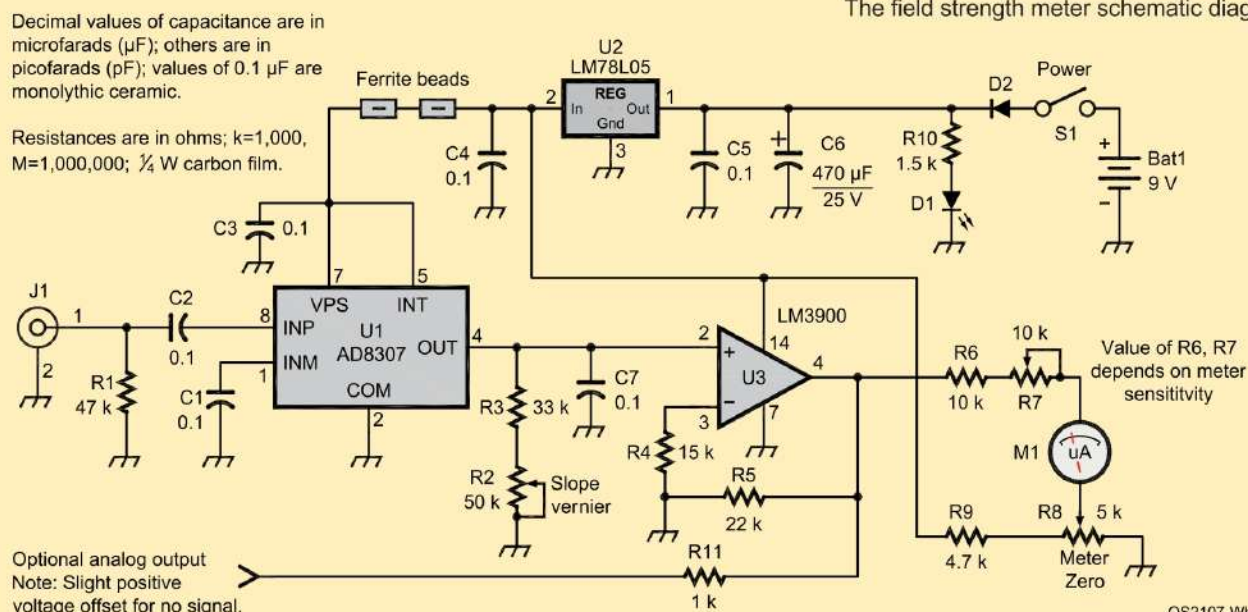 The field strength meter schematic diag
Decimal values of capacitance are in
microfarads (µF); others are in
picofarads (pF); values of 0.1 µF are
monolythic ceramic.
Resistances are in ohms; k=1,000,
M=1,000,000; ¼ W carbon film.
Ferrite beads
U2
LM78L05
REG
In Out
Gnd
2
1
3
D2
Power
S1
+
Bat1
9 V
-
C4
0.1
C5
0.1
+
C6
470 µF
25 V
R10
1.5 k
D1
C3
0.1
7
5
VPS
INT
J1
1
2
C2
0.1
8
INP
U1
AD8307
OUT
4
INM
1
COM
2
R1
47 k
C1
0.1
R3
33 k
C7
0.1
R2
50 k
Slope
vernier
LM3900
2
+
14
U3
4
-
3
7
R4
15 k
R5
22 k
R6
10 k
10 k
R7
Value of R6, R7
depends on meter
sensititvity
M1
uA
R9
4.7 k
R8
5 k
Meter
Zero
R11
1 k
Optional analog output
Note: Slight positive
voltage offset for no signal.